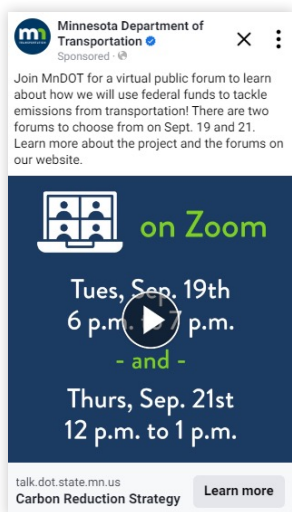 mn
TRANSPORTATION
Minnesota Department of
Transportation
Sponsored ·
Join MnDOT for a virtual public forum to learn
about how we will use federal funds to tackle
emissions from transportation! There are two
forums to choose from on Sept. 19 and 21.
Learn more about the project and the forums on
our website.
on Zoom
Tues, Sep. 19th
6 p.m. to 7 p.m.
- and -
Thurs, Sep. 21st
12 p.m. to 1 p.m.
talk.dot.state.mn.us
Carbon Reduction Strategy
Learn more